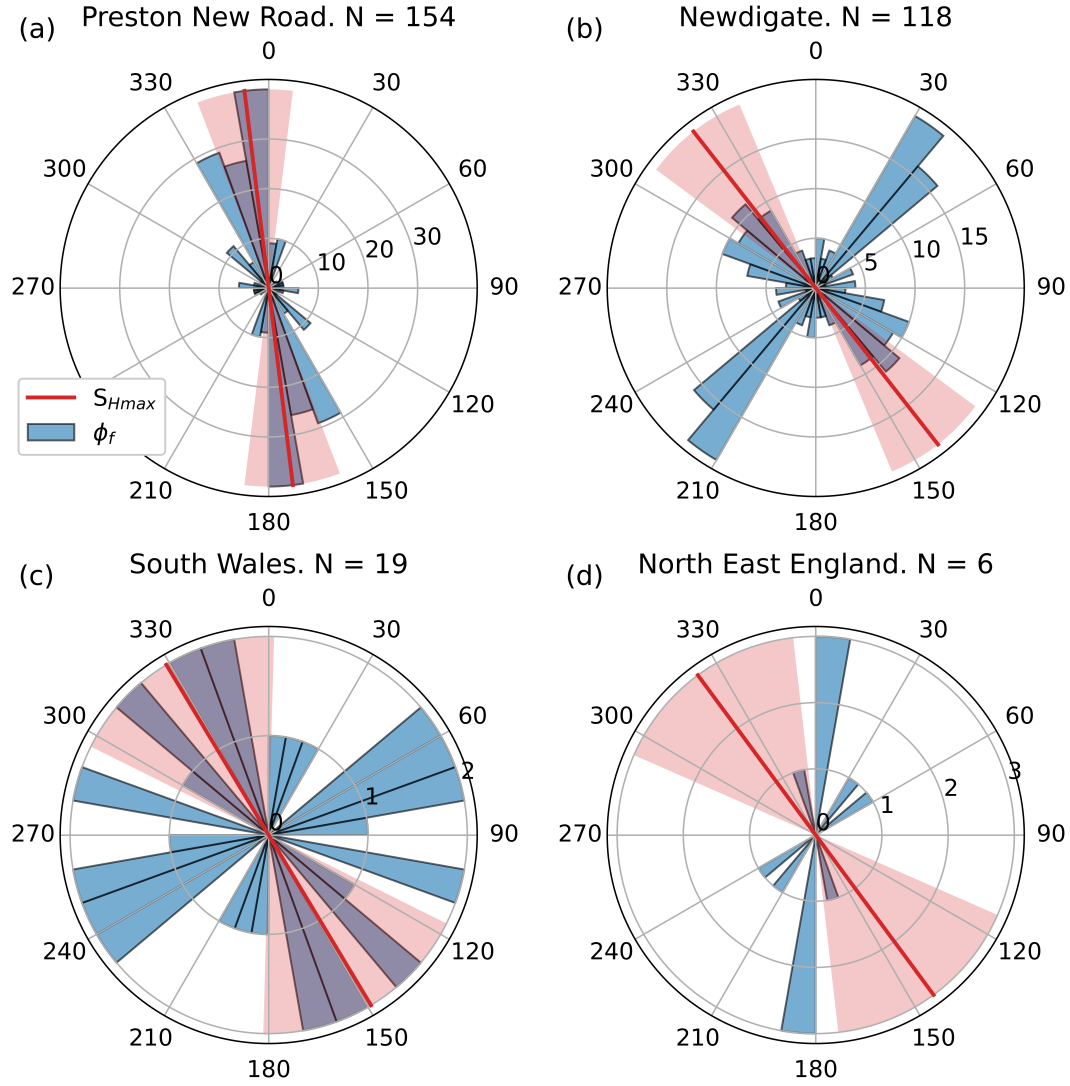 (a) Preston New Road. N = 154
0
330 30
300 60
270 90
240 120
210 150
180
0 10 20 30
S_Hmax
ϕ_f
(b) Newdigate. N = 118
0
330 30
300 60
270 90
240 120
210 150
180
0 5 10 15
(c) South Wales. N = 19
0
330 30
300 60
270 90
240 120
210 150
180
0 1 2
(d) North East England. N = 6
0
330 30
300 60
270 90
240 120
210 150
180
0 1 2 3